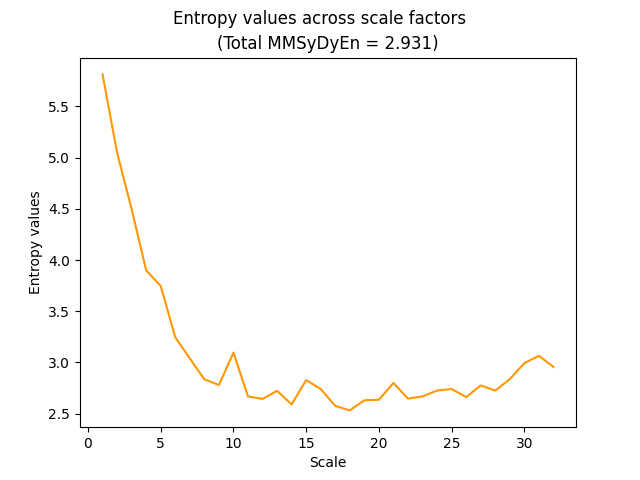 Entropy values across scale factors
(Total MMSyDyEn = 2.931)
Entropy values
5.5
5.0
4.5
4.0
3.5
3.0
2.5
0 5 10 15 20 25 30
Scale